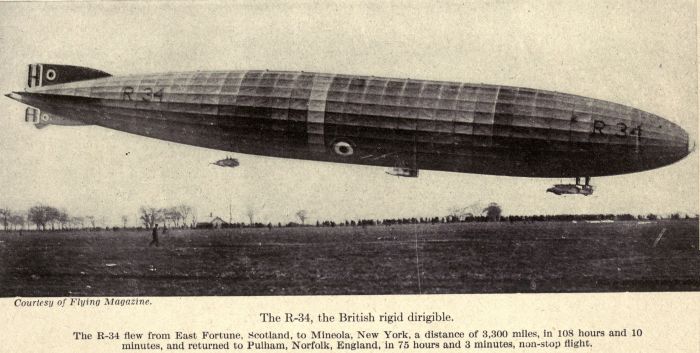 R 34
R 34
Courtesy of Flying Magazine.
The R-34, the British rigid dirigible.
The R-34 flew from East Fortune, Scotland, to Mineola, New York, a distance of 3,300 miles, in 108 hours and 10
minutes, and returned to Pulham, Norfolk, England, in 75 hours and 3 minutes, non-stop flight.